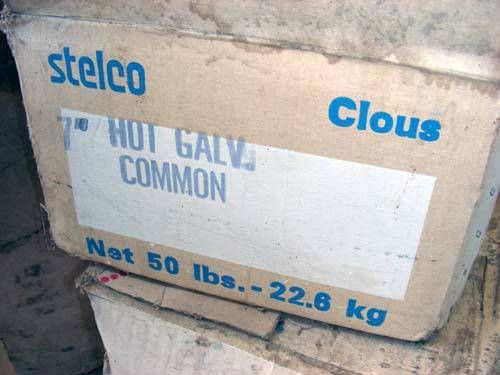 stelco
Clous
7" HOT GALV.
COMMON
Net 50 lbs. - 22.6 kg